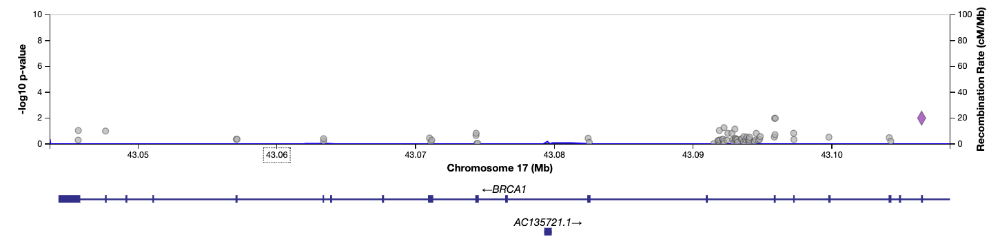 10
8
6
4
2
0
-log10 p-value
100
80
60
40
20
0
Recombination Rate (cM/Mb)
43.05 43.06 43.07 43.08 43.09 43.10
Chromosome 17 (Mb)
←BRCA1
AC135721.1→